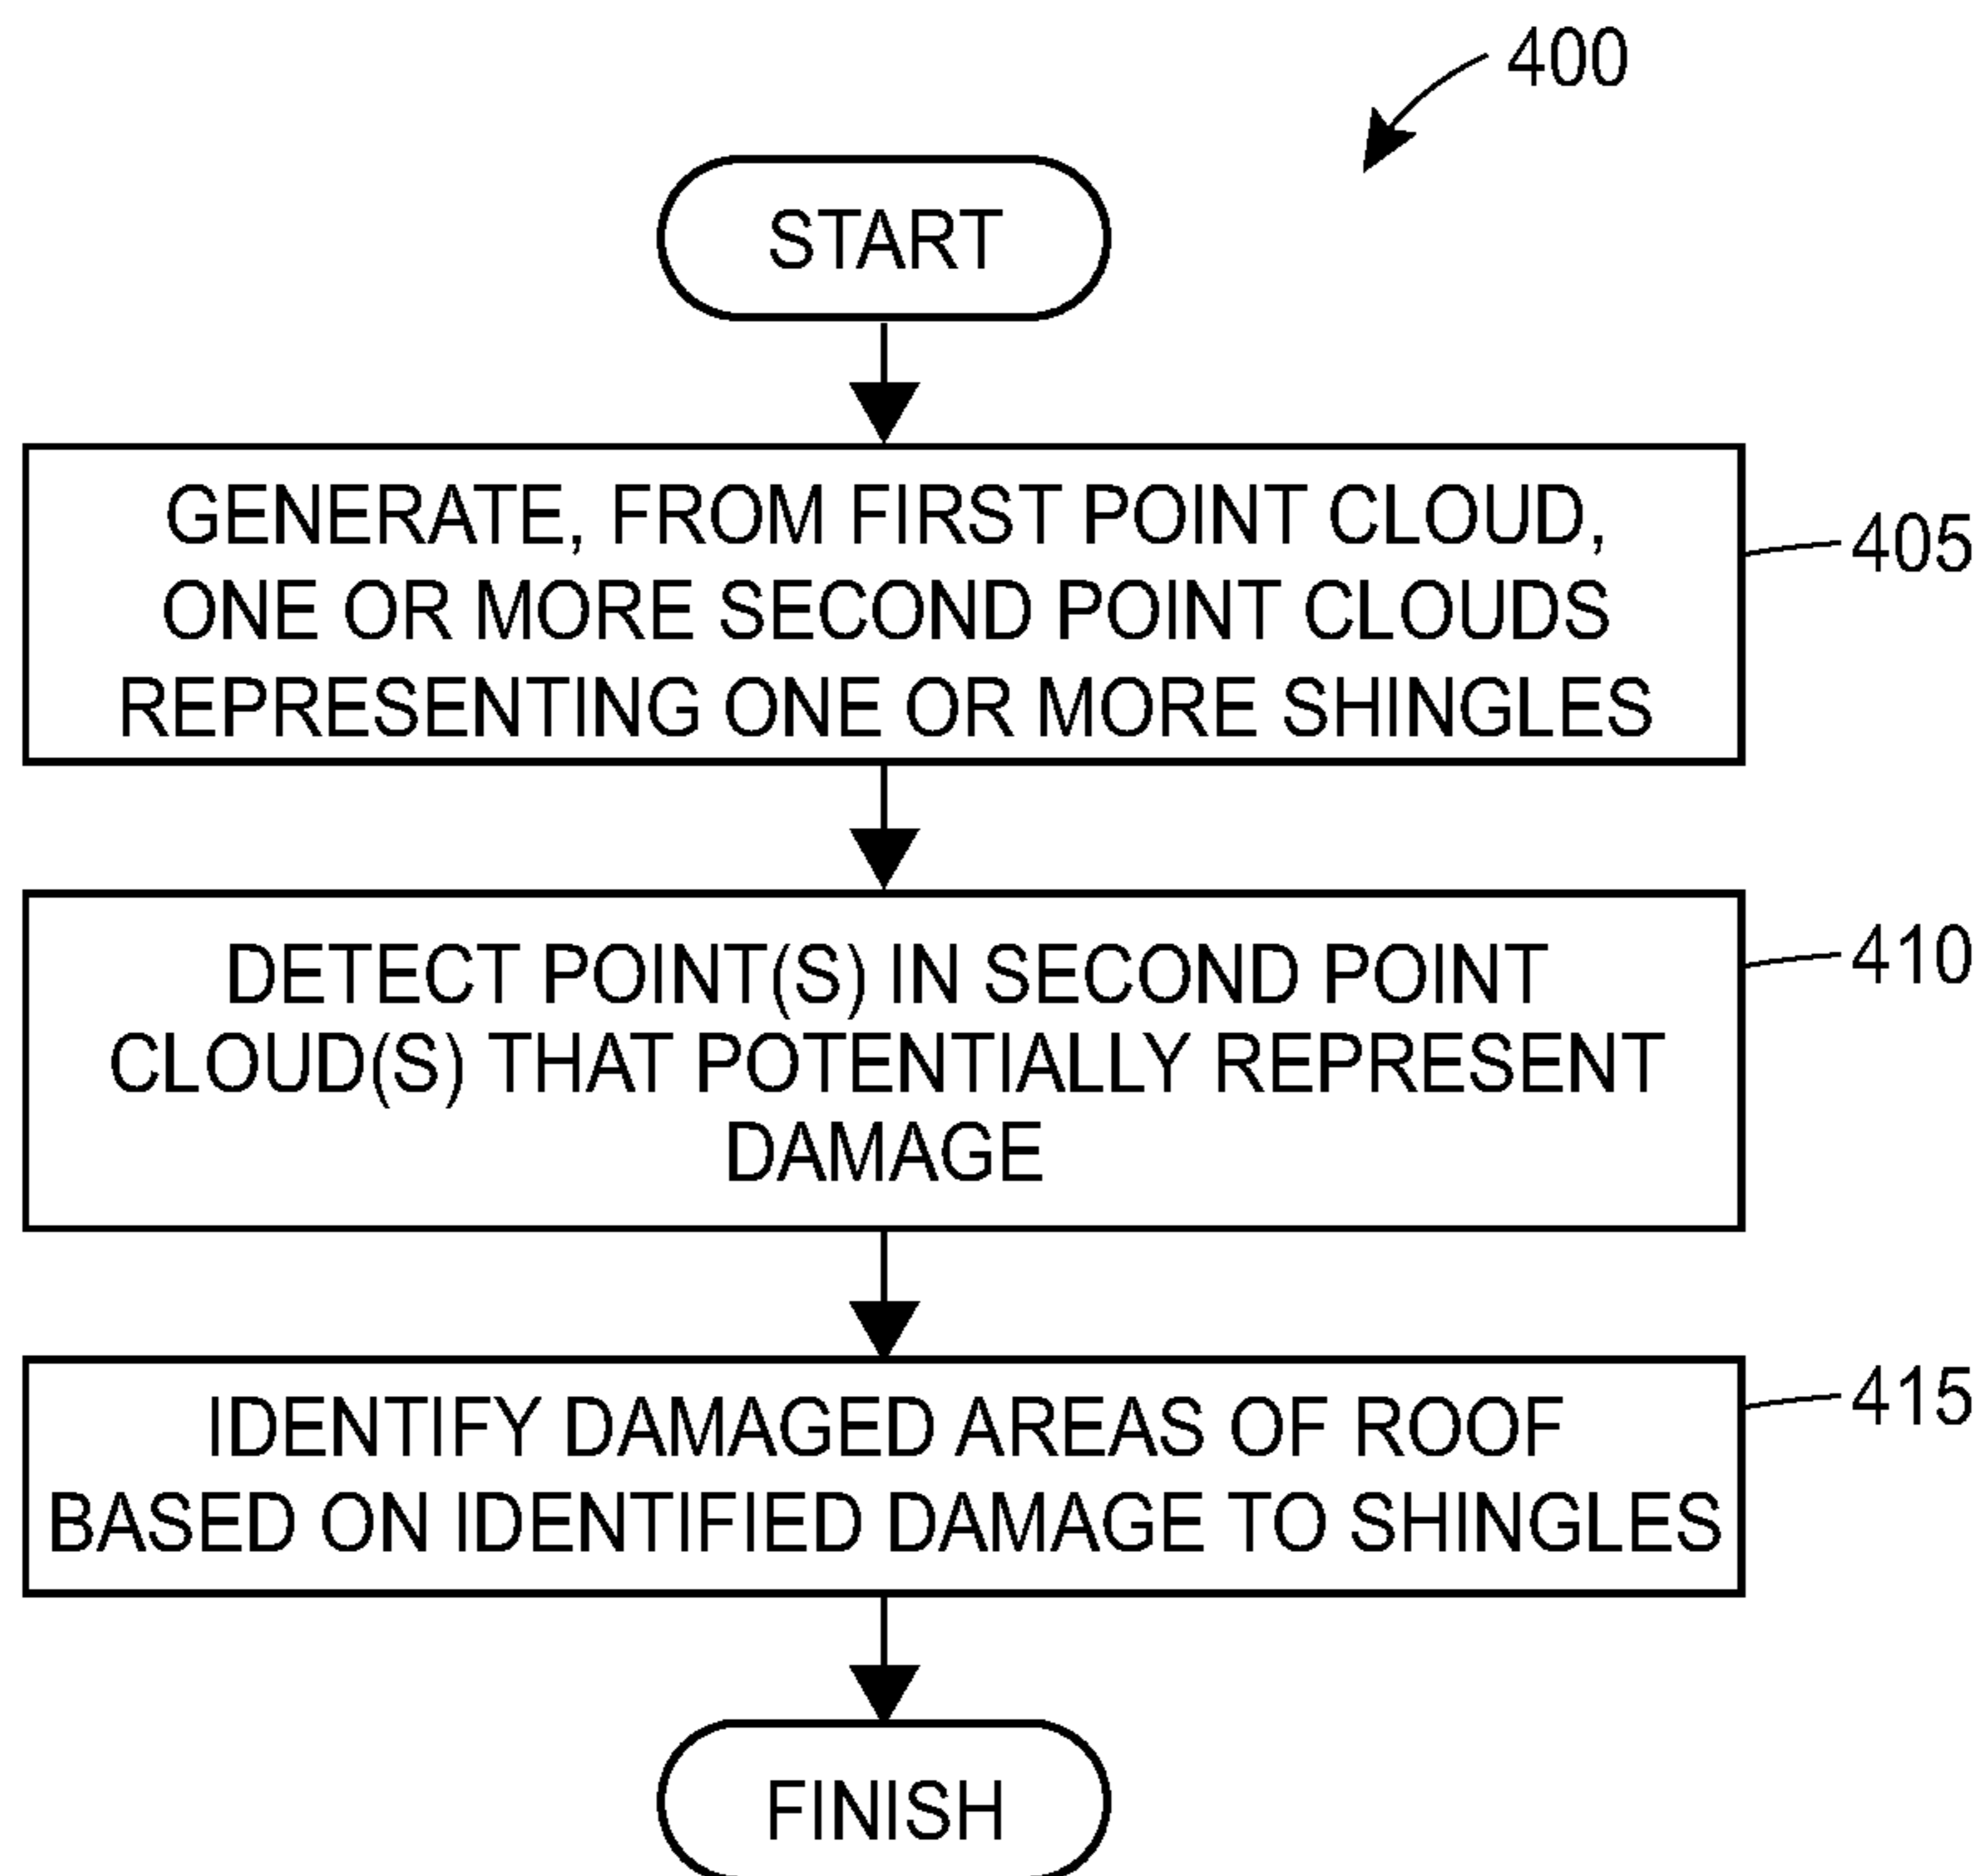 400
START
GENERATE, FROM FIRST POINT CLOUD,
ONE OR MORE SECOND POINT CLOUDS
REPRESENTING ONE OR MORE SHINGLES
405
DETECT POINT(S) IN SECOND POINT
CLOUD(S) THAT POTENTIALLY REPRESENT
DAMAGE
410
IDENTIFY DAMAGED AREAS OF ROOF
BASED ON IDENTIFIED DAMAGE TO SHINGLES
415
FINISH